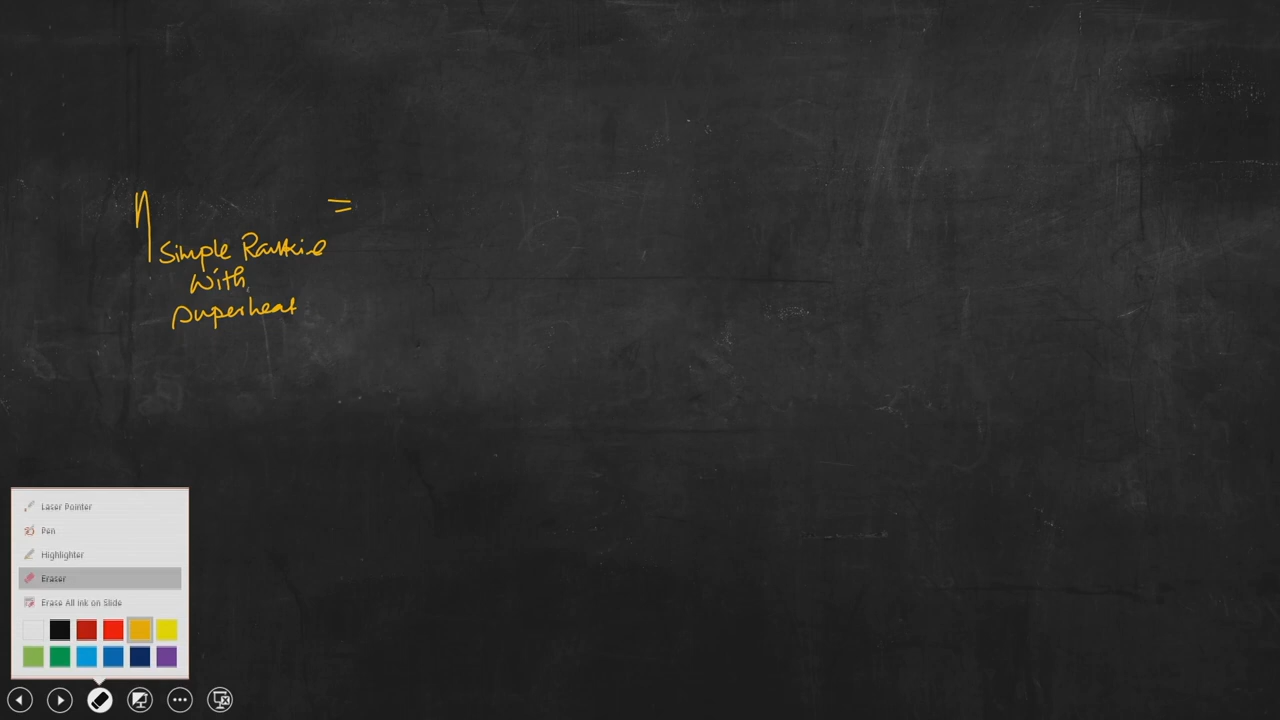 η =
Simple Rankine
With
superheat
Laser Pointer
Pen
Highlighter
Eraser
Erase All Ink on Slide